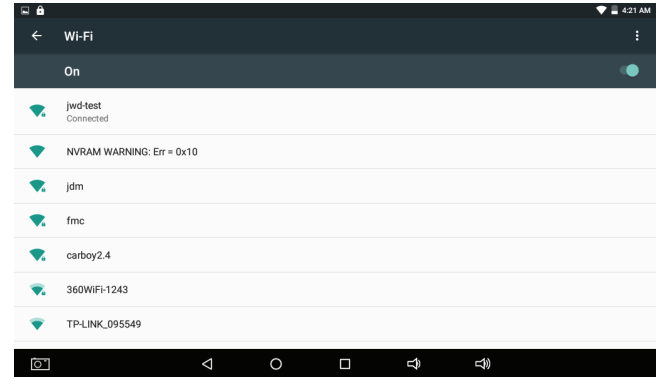 4:21 AM
Wi-Fi
On
jwd-test
Connected
NVRAM WARNING: Err = 0x10
jdm
fmc
carboy2.4
360WiFi-1243
TP-LINK_095549